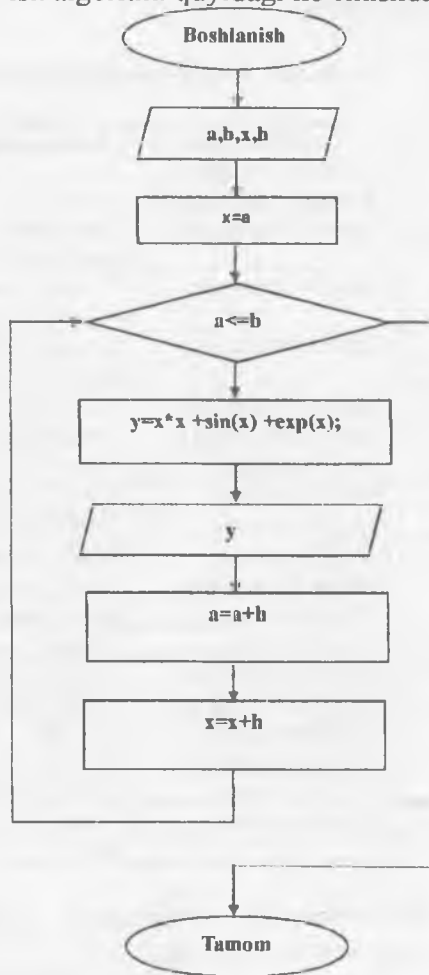 Boshlanish
a,b,x,h
x=a
a<=b
y=x*x +sin(x) +exp(x);
y
a=a+h
x=x+h
Tamom